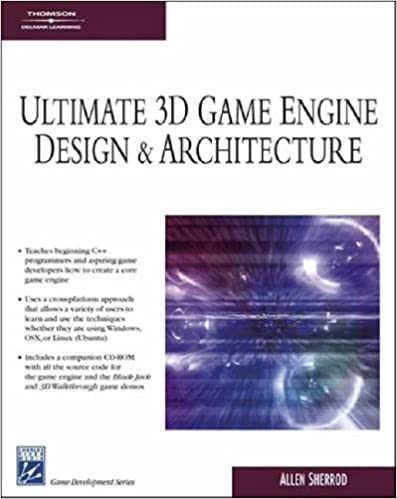 THOMSON
DELMAR LEARNING
ULTIMATE 3D GAME ENGINE
DESIGN & ARCHITECTURE
• Teaches beginning C++
programmers and aspiring game
developers how to create a core
game engine
• Uses a crossplatform approach
that allows a variety of users to
learn and use the techniques
whether they are using Windows,
OSX, or Linux (Ubuntu)
• Includes a companion CD-ROM
with all the source code for
the game engine and the Black Jack
and 3D Walkthrough game demos
Game Development Series
ALLEN SHERROD